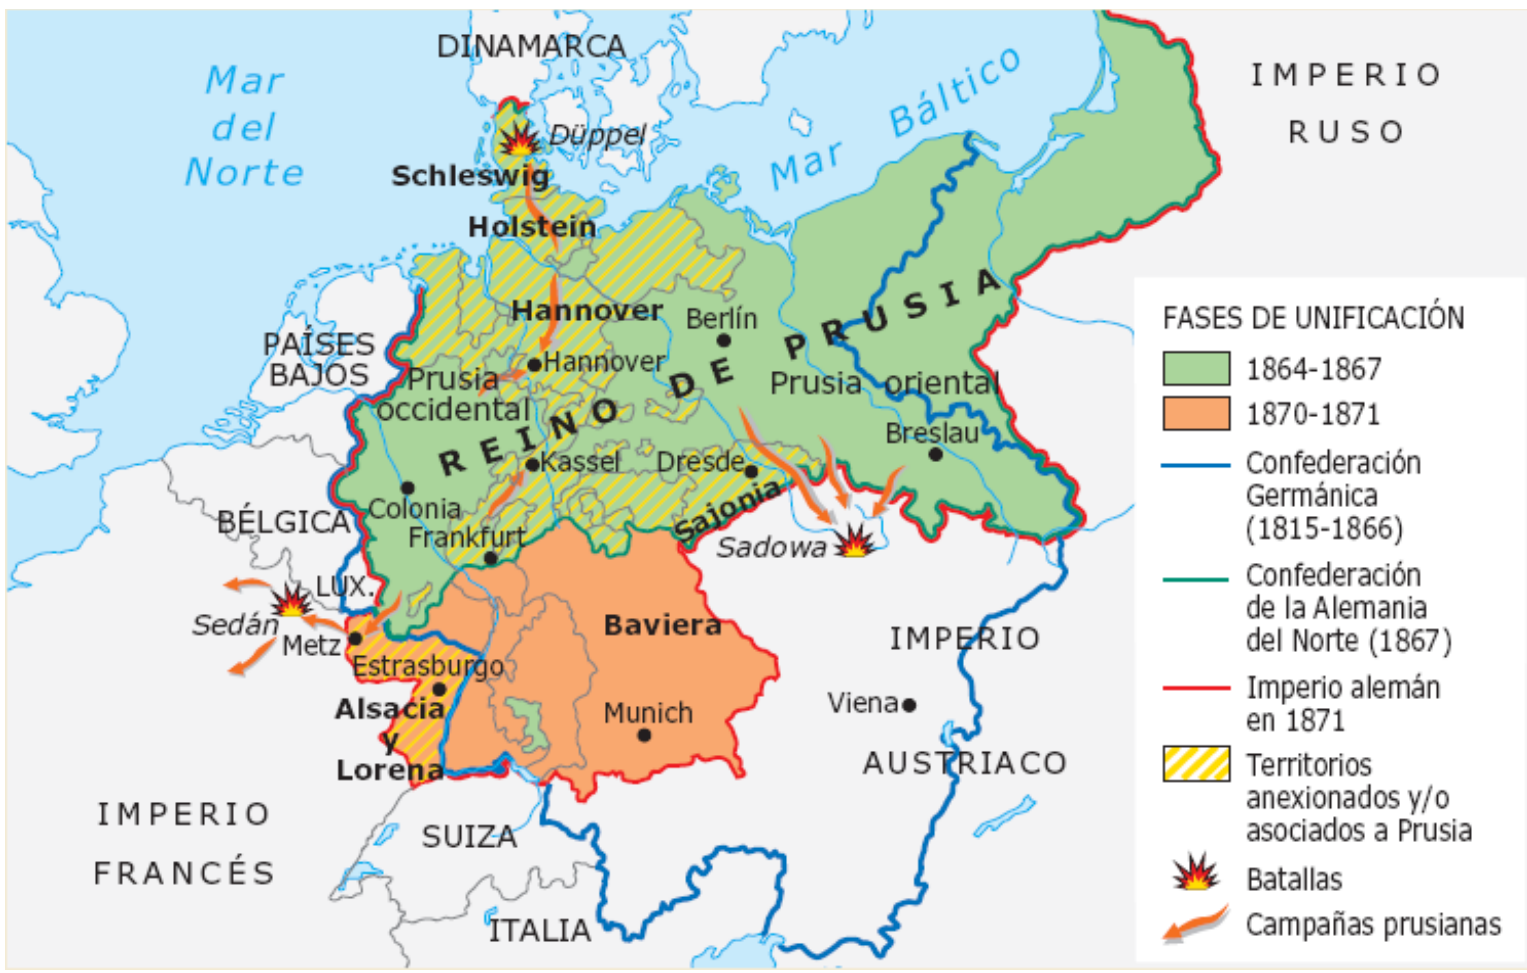 DINAMARCA
Mar
del
Norte
Mar Báltico
IMPERIO
RUSO
Düppel
Schleswig
Holstein
Hannover
Berlín
PAÍSES
BAJOS
Hannover
Prusia
occidental
REINO DE PRUSIA
Prusia oriental
Breslau
Kassel
Dresde
Colonia
BÉLGICA
Sajonia
Frankfurt
Sadowa
LUX.
Sedán
Metz
Baviera
IMPERIO
AUSTRIACO
Estrasburgo
Alsacia
y
Lorena
Munich
Viena
IMPERIO
FRANCÉS
SUIZA
ITALIA
FASES DE UNIFICACIÓN
1864-1867
1870-1871
Confederación
Germánica
(1815-1866)
Confederación
de la Alemania
del Norte (1867)
Imperio alemán
en 1871
Territorios
anexionados y/o
asociados a Prusia
Batallas
Campañas prusianas